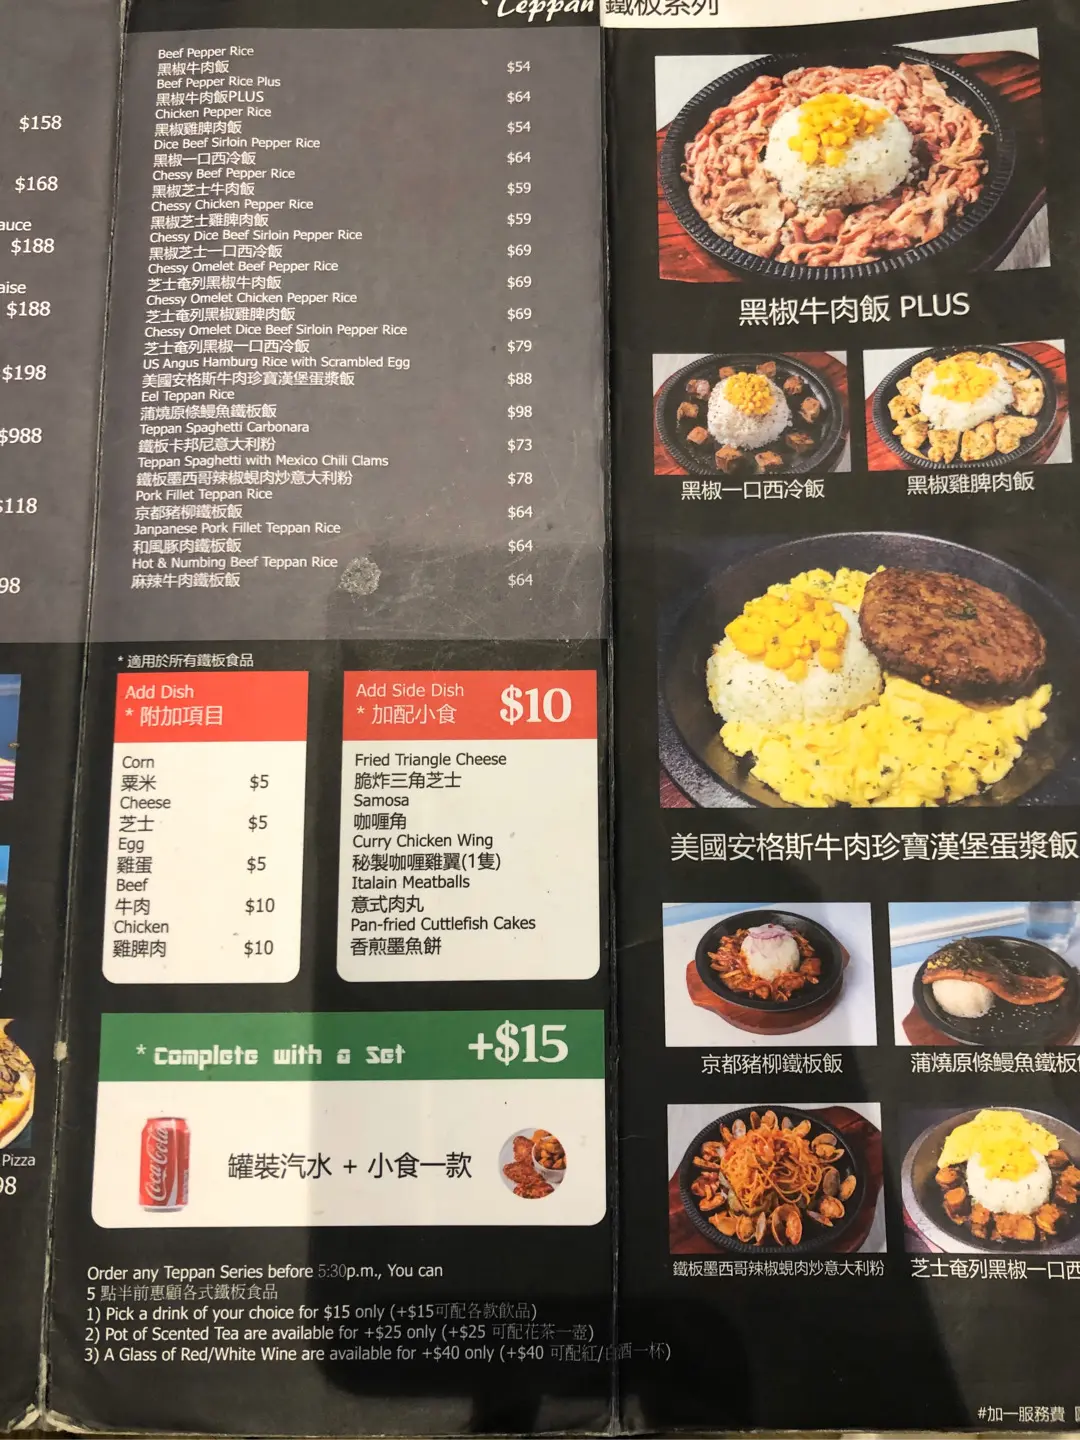 Teppan 鐵板系列
$158
$168
auce
$188
aise
$188
$198
$988
$118
98
Pizza
98
Beef Pepper Rice
黑椒牛肉飯 $54
Beef Pepper Rice Plus
黑椒牛肉飯PLUS $64
Chicken Pepper Rice
黑椒雞脾肉飯 $54
Dice Beef Sirloin Pepper Rice
黑椒一口西冷飯 $64
Chessy Beef Pepper Rice
黑椒芝士牛肉飯 $59
Chessy Chicken Pepper Rice
黑椒芝士雞脾肉飯 $59
Chessy Dice Beef Sirloin Pepper Rice
黑椒芝士一口西冷飯 $69
Chessy Omelet Beef Pepper Rice
芝士奄列黑椒牛肉飯 $69
Chessy Omelet Chicken Pepper Rice
芝士奄列黑椒雞脾肉飯 $69
Chessy Omelet Dice Beef Sirloin Pepper Rice
芝士奄列黑椒一口西冷飯 $79
US Angus Hamburg Rice with Scrambled Egg
美國安格斯牛肉珍寶漢堡蛋漿飯 $88
Eel Teppan Rice
蒲燒原條鰻魚鐵板飯 $98
Teppan Spaghetti Carbonara
鐵板卡邦尼意大利粉 $73
Teppan Spaghetti with Mexico Chili Clams
鐵板墨西哥辣椒蜆肉炒意大利粉 $78
Pork Fillet Teppan Rice
京都豬柳鐵板飯 $64
Janpanese Pork Fillet Teppan Rice
和風豚肉鐵板飯 $64
Hot & Numbing Beef Teppan Rice
麻辣牛肉鐵板飯 $64
* 適用於所有鐵板食品
Add Dish
* 附加項目
Corn
粟米 $5
Cheese
芝士 $5
Egg
雞蛋 $5
Beef
牛肉 $10
Chicken
雞脾肉 $10
Add Side Dish
* 加配小食 $10
Fried Triangle Cheese
脆炸三角芝士
Samosa
咖喱角
Curry Chicken Wing
秘製咖喱雞翼(1隻)
Italain Meatballs
意式肉丸
Pan-fried Cuttlefish Cakes
香煎墨魚餅
* Complete with a Set +$15
Coca-Cola
罐裝汽水 + 小食一款
Order any Teppan Series before 5:30p.m., You can
5 點半前惠顧各式鐵板食品
1) Pick a drink of your choice for $15 only (+$15可配各款飲品)
2) Pot of Scented Tea are available for +$25 only (+$25 可配花茶一壺)
3) A Glass of Red/White Wine are available for +$40 only (+$40 可配紅/白酒一杯)
黑椒牛肉飯 PLUS
黑椒一口西冷飯
黑椒雞脾肉飯
美國安格斯牛肉珍寶漢堡蛋漿飯
京都豬柳鐵板飯
蒲燒原條鰻魚鐵板
鐵板墨西哥辣椒蜆肉炒意大利粉
芝士奄列黑椒一口西
#加一服務費